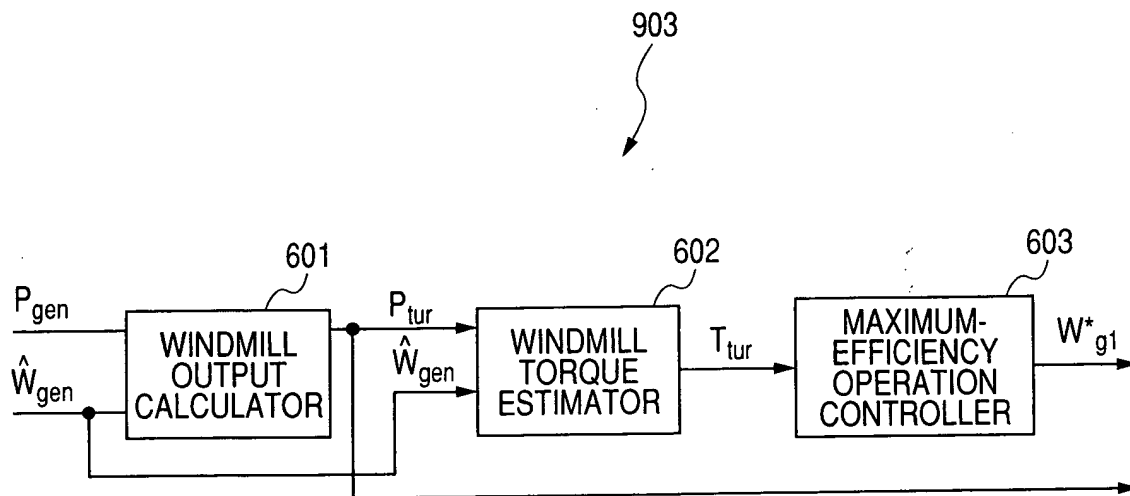 903
601
602
603
P_gen
Ŵ_gen
WINDMILL
OUTPUT
CALCULATOR
P_tur
Ŵ_gen
WINDMILL
TORQUE
ESTIMATOR
T_tur
MAXIMUM-
EFFICIENCY
OPERATION
CONTROLLER
W*_g1